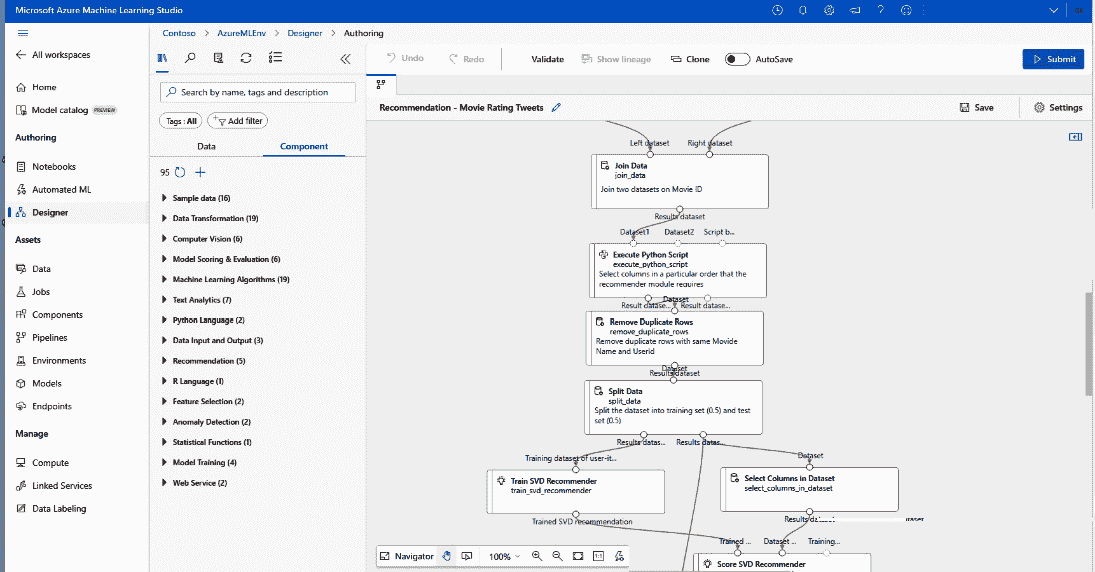 Microsoft Azure Machine Learning Studio
All workspaces
Home
Model catalog PREVIEW
Authoring
Notebooks
Automated ML
Designer
Assets
Data
Jobs
Components
Pipelines
Environments
Models
Endpoints
Manage
Compute
Linked Services
Data Labeling
Contoso > AzureMLEnv > Designer > Authoring
Search by name, tags and description
Tags : All
Add filter
Data
Component
95
Sample data (16)
Data Transformation (19)
Computer Vision (6)
Model Scoring & Evaluation (6)
Machine Learning Algorithms (19)
Text Analytics (7)
Python Language (2)
Data Input and Output (3)
Recommendation (5)
R Language (1)
Feature Selection (2)
Anomaly Detection (2)
Statistical Functions (1)
Model Training (4)
Web Service (2)
Undo
Redo
Validate
Show lineage
Clone
AutoSave
Submit
Recommendation - Movie Rating Tweets
Save
Settings
Left dataset
Right dataset
Join Data
join_data
Join two datasets on Movie ID
Results dataset
Dataset1
Dataset2
Script b...
Execute Python Script
execute_python_script
Select columns in a particular order that the
recommender module requires
Dataset
Result datase...
Result datase...
Remove Duplicate Rows
remove_duplicate_rows
Remove duplicate rows with same Movide
Name and UserId
Dataset
Results dataset
Split Data
split_data
Split the dataset into training set (0.5) and test
set (0.5)
Results datas...
Results datas...
Training dataset of user-it...
Dataset
Train SVD Recommender
train_svd_recommender
Select Columns in Dataset
select_columns_in_dataset
Trained SVD recommendation
Trained ...
Dataset ...
Training...
Score SVD Recommender
Navigator
100%
1:1